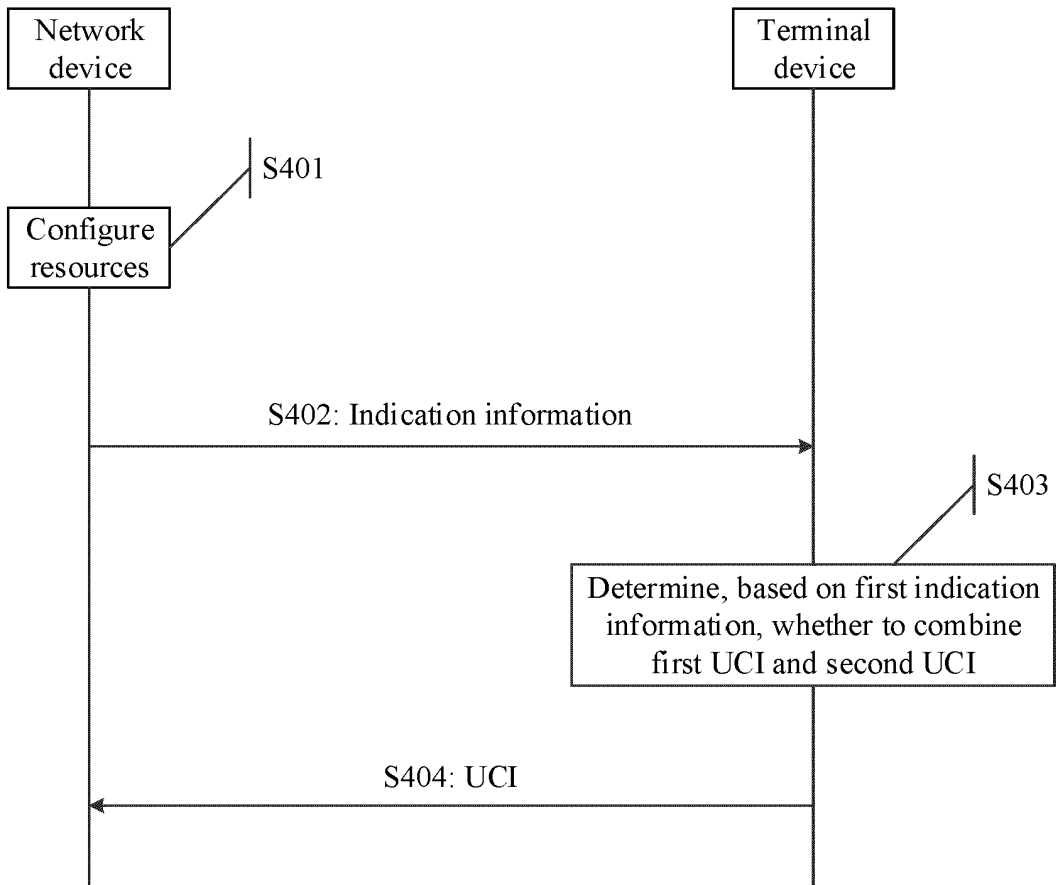 Network
device
Terminal
device
S401
Configure
resources
S402: Indication information
S403
Determine, based on first indication
information, whether to combine
first UCI and second UCI
S404: UCI